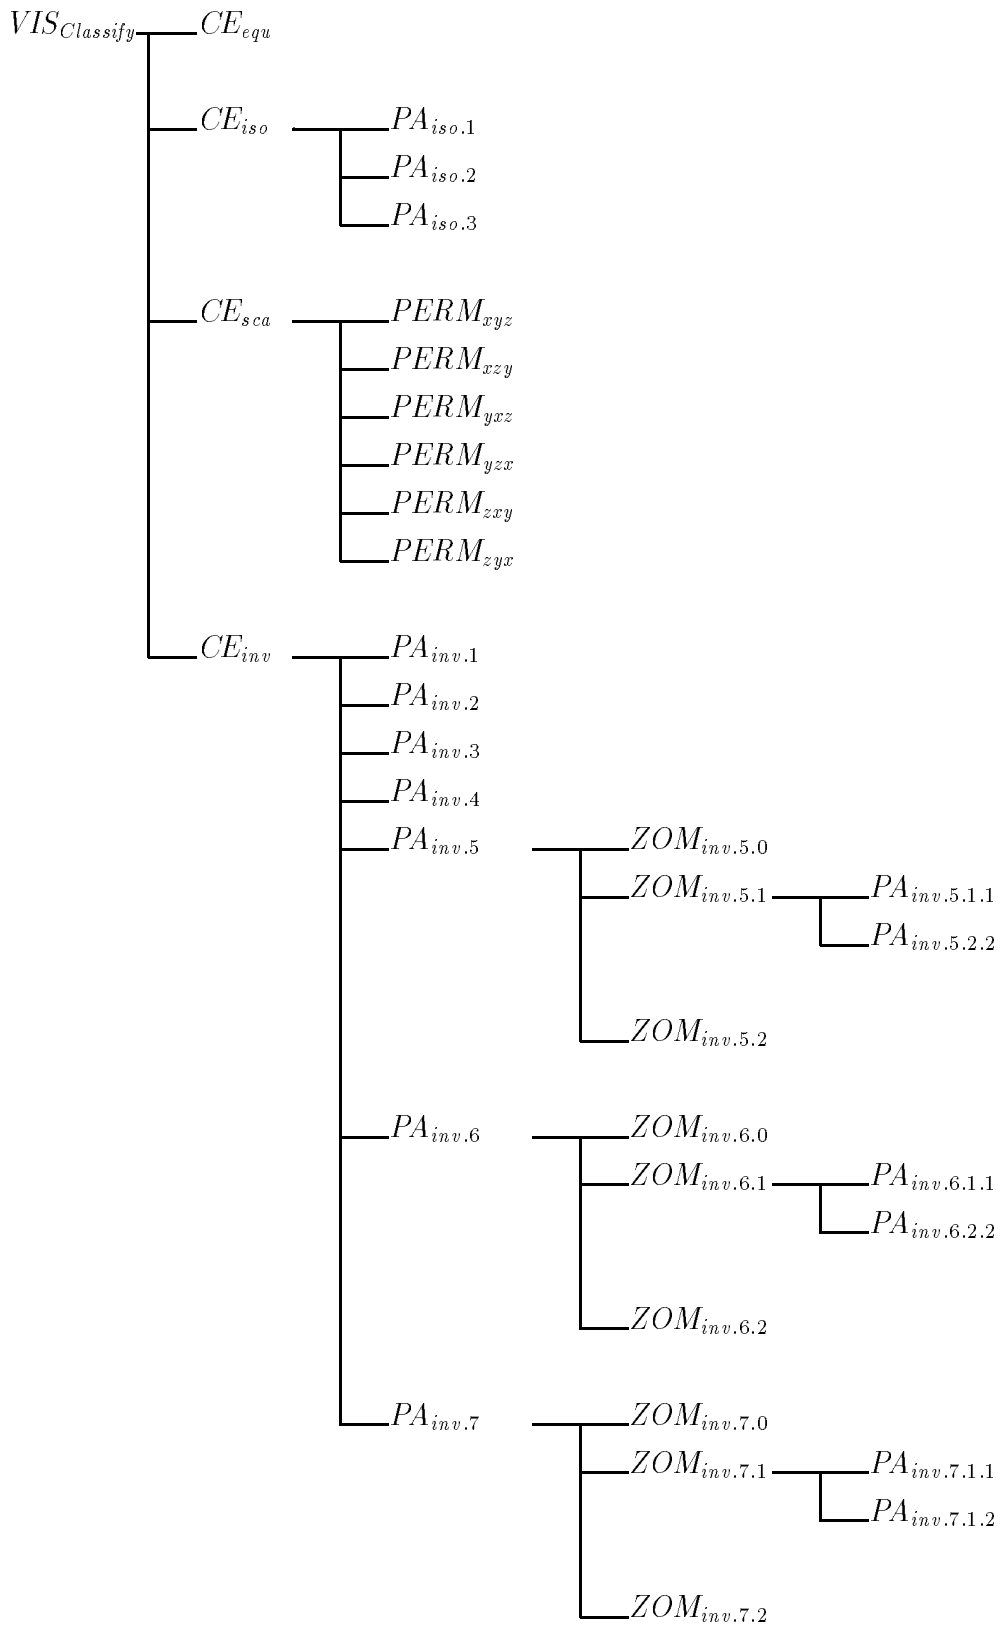 VIS_Classify CE_equ
CE_iso PA_iso.1
PA_iso.2
PA_iso.3
CE_sca PERM_xyz
PERM_xzy
PERM_yxz
PERM_yzx
PERM_zxy
PERM_zyx
CE_inv PA_inv.1
PA_inv.2
PA_inv.3
PA_inv.4
PA_inv.5 ZOM_inv.5.0
ZOM_inv.5.1 PA_inv.5.1.1
PA_inv.5.2.2
ZOM_inv.5.2
PA_inv.6 ZOM_inv.6.0
ZOM_inv.6.1 PA_inv.6.1.1
PA_inv.6.2.2
ZOM_inv.6.2
PA_inv.7 ZOM_inv.7.0
ZOM_inv.7.1 PA_inv.7.1.1
PA_inv.7.1.2
ZOM_inv.7.2